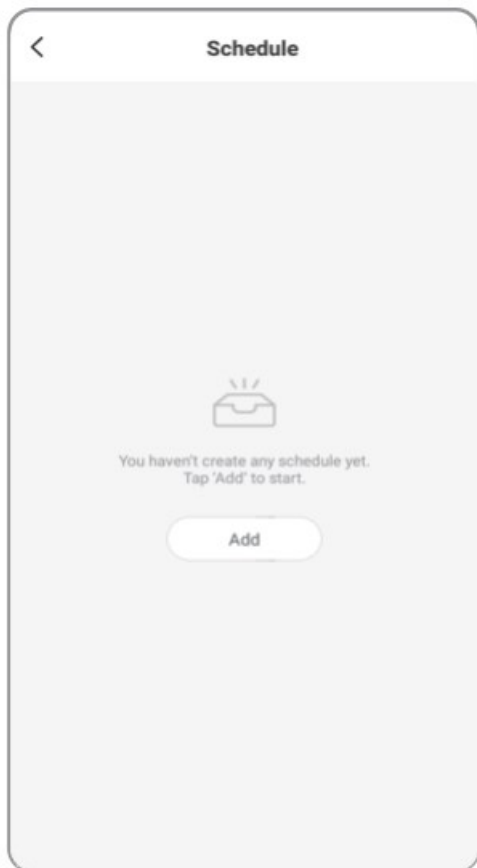 Schedule
You haven't create any schedule yet.
Tap 'Add' to start.
Add